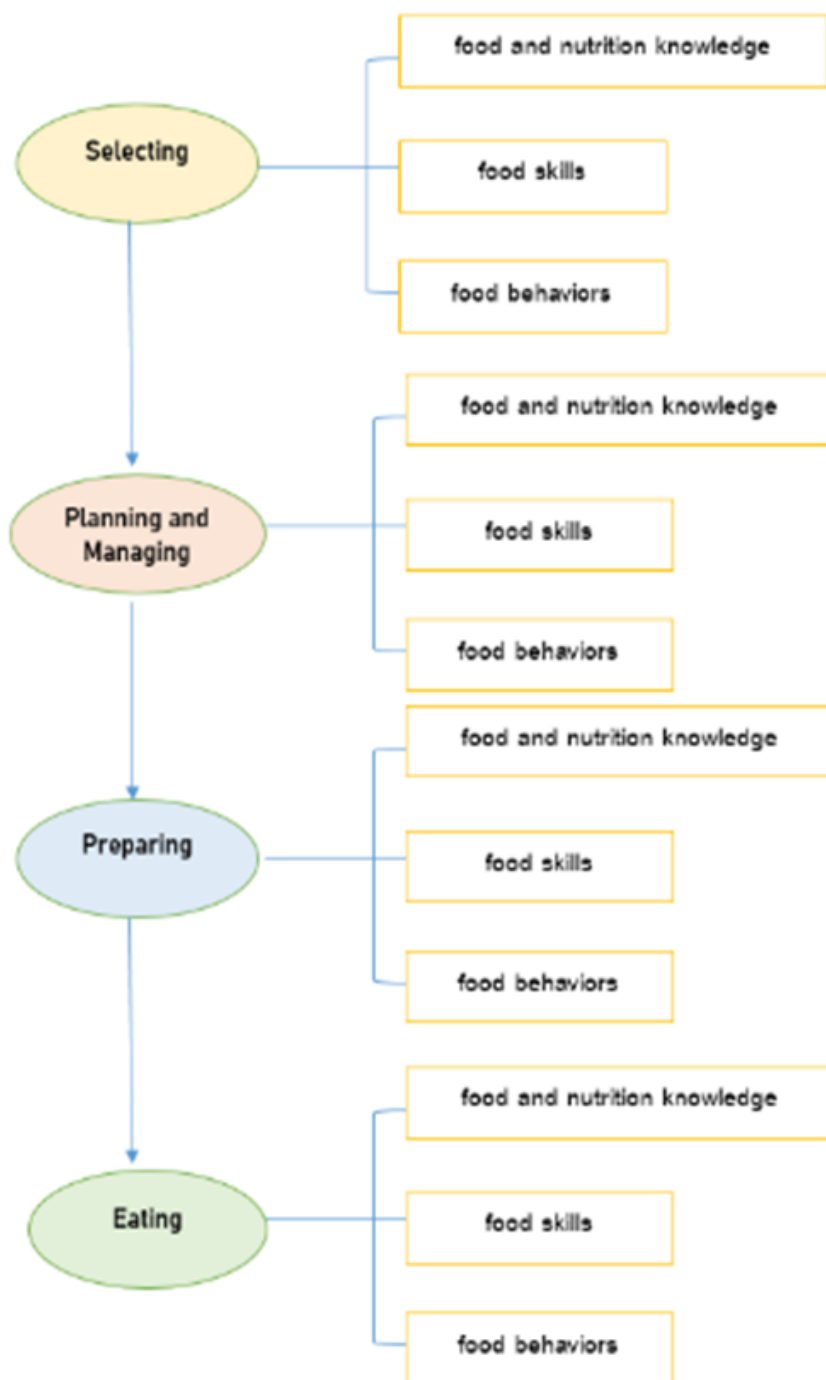 food and nutrition knowledge
Selecting
food skills
food behaviors
food and nutrition knowledge
Planning and
Managing
food skills
food behaviors
food and nutrition knowledge
Preparing
food skills
food behaviors
food and nutrition knowledge
Eating
food skills
food behaviors